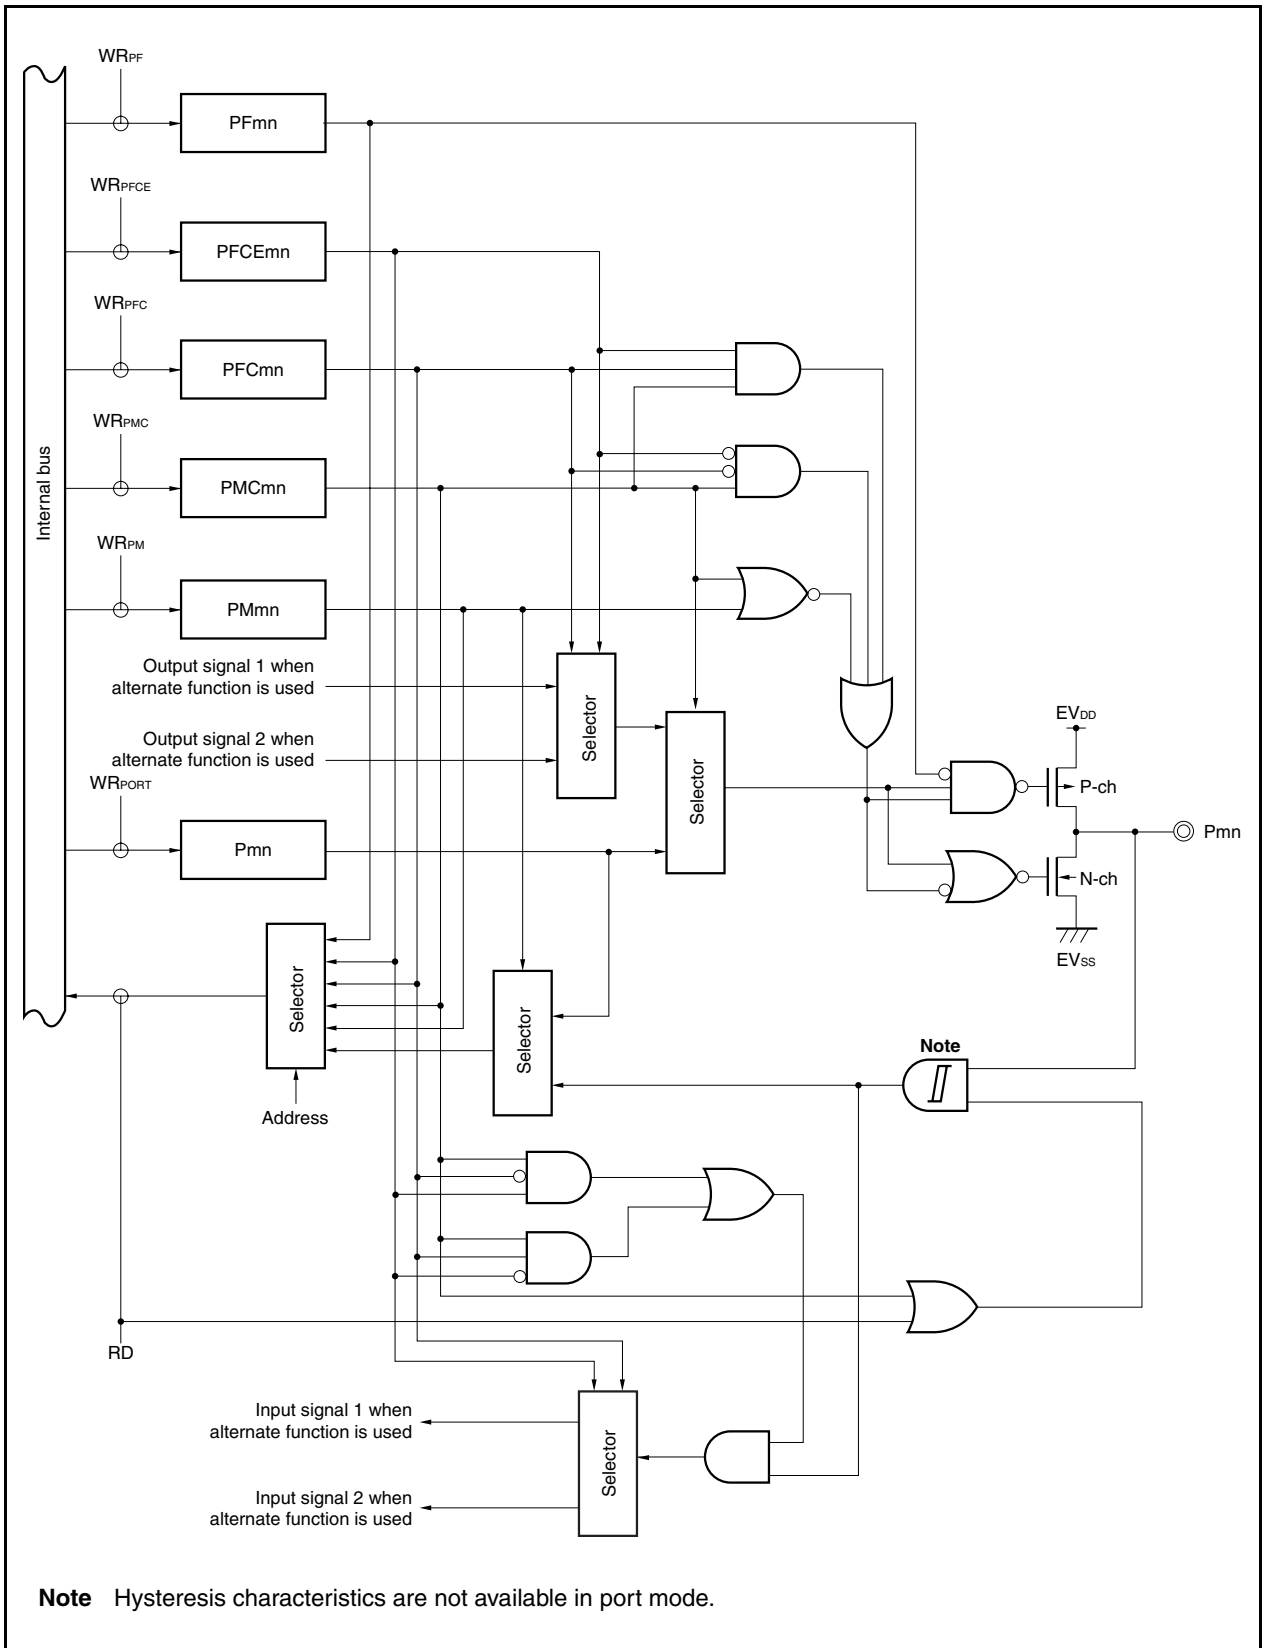 WRPF
PFmn
WRPFCE
PFCEmn
WRPFC
PFCmn
WRPMC
Internal bus
PMCmn
WRPM
PMmn
Output signal 1 when
alternate function is used
Selector
Output signal 2 when
alternate function is used
Selector
EVDD
P-ch
WRPORT
Pmn
Pmn
N-ch
EVSS
Selector
Selector
Note
Address
RD
Input signal 1 when
alternate function is used
Selector
Input signal 2 when
alternate function is used
Note Hysteresis characteristics are not available in port mode.